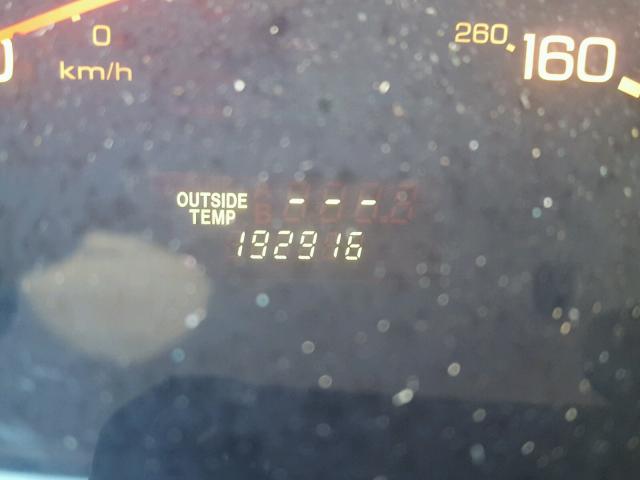 0 260 160
km/h
OUTSIDE - - -
TEMP
192916